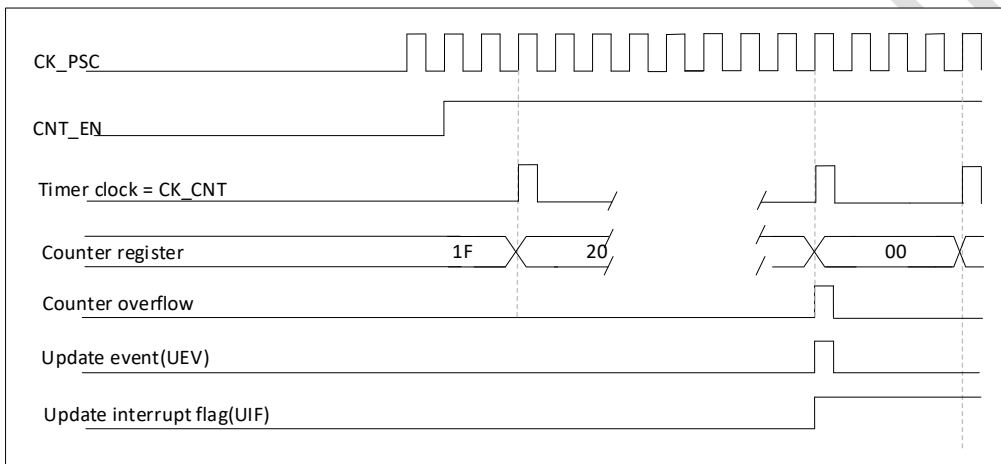 CK_PSC
CNT_EN
Timer clock = CK_CNT
Counter register 1F 20 00
Counter overflow
Update event(UEV)
Update interrupt flag(UIF)